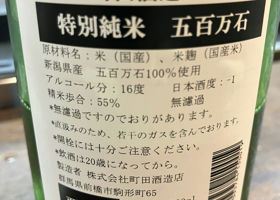 特別純米 五百万石
原材料名：米（国産）、米麹（国産米）
新潟県産 五百万石100%使用
アルコール分：16度 日本酒度：-1
精米歩合：55% 無濾過
*無濾過ですのでおりがあります。
*直汲みのため、若干のガスを含んでおります。
*開栓には十分ご注意ください。
*飲酒は20歳になってから。
製造者 株式会社町田酒造店
群馬県前橋市駒形町65